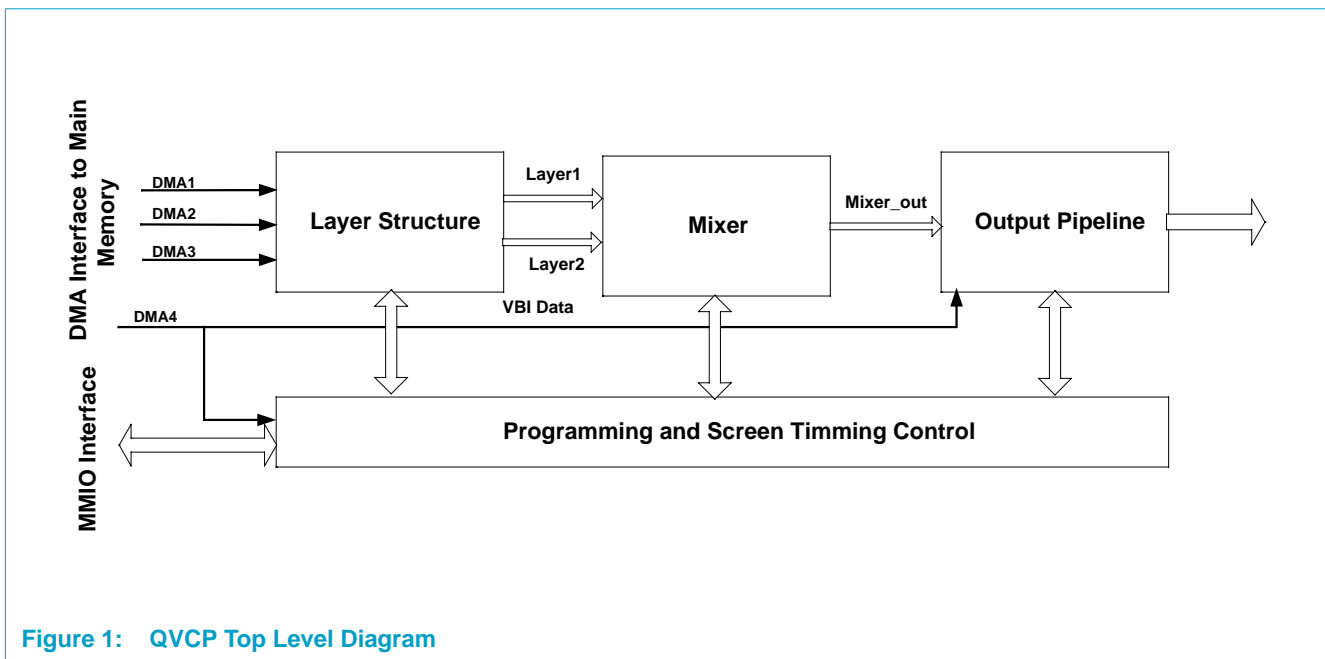 DMA Interface to Main
Memory
DMA1
DMA2
DMA3
DMA4
Layer Structure
Layer1
Layer2
Mixer
Mixer_out
Output Pipeline
VBI Data
MMIO Interface
Programming and Screen Timming Control
Figure 1: QVCP Top Level Diagram